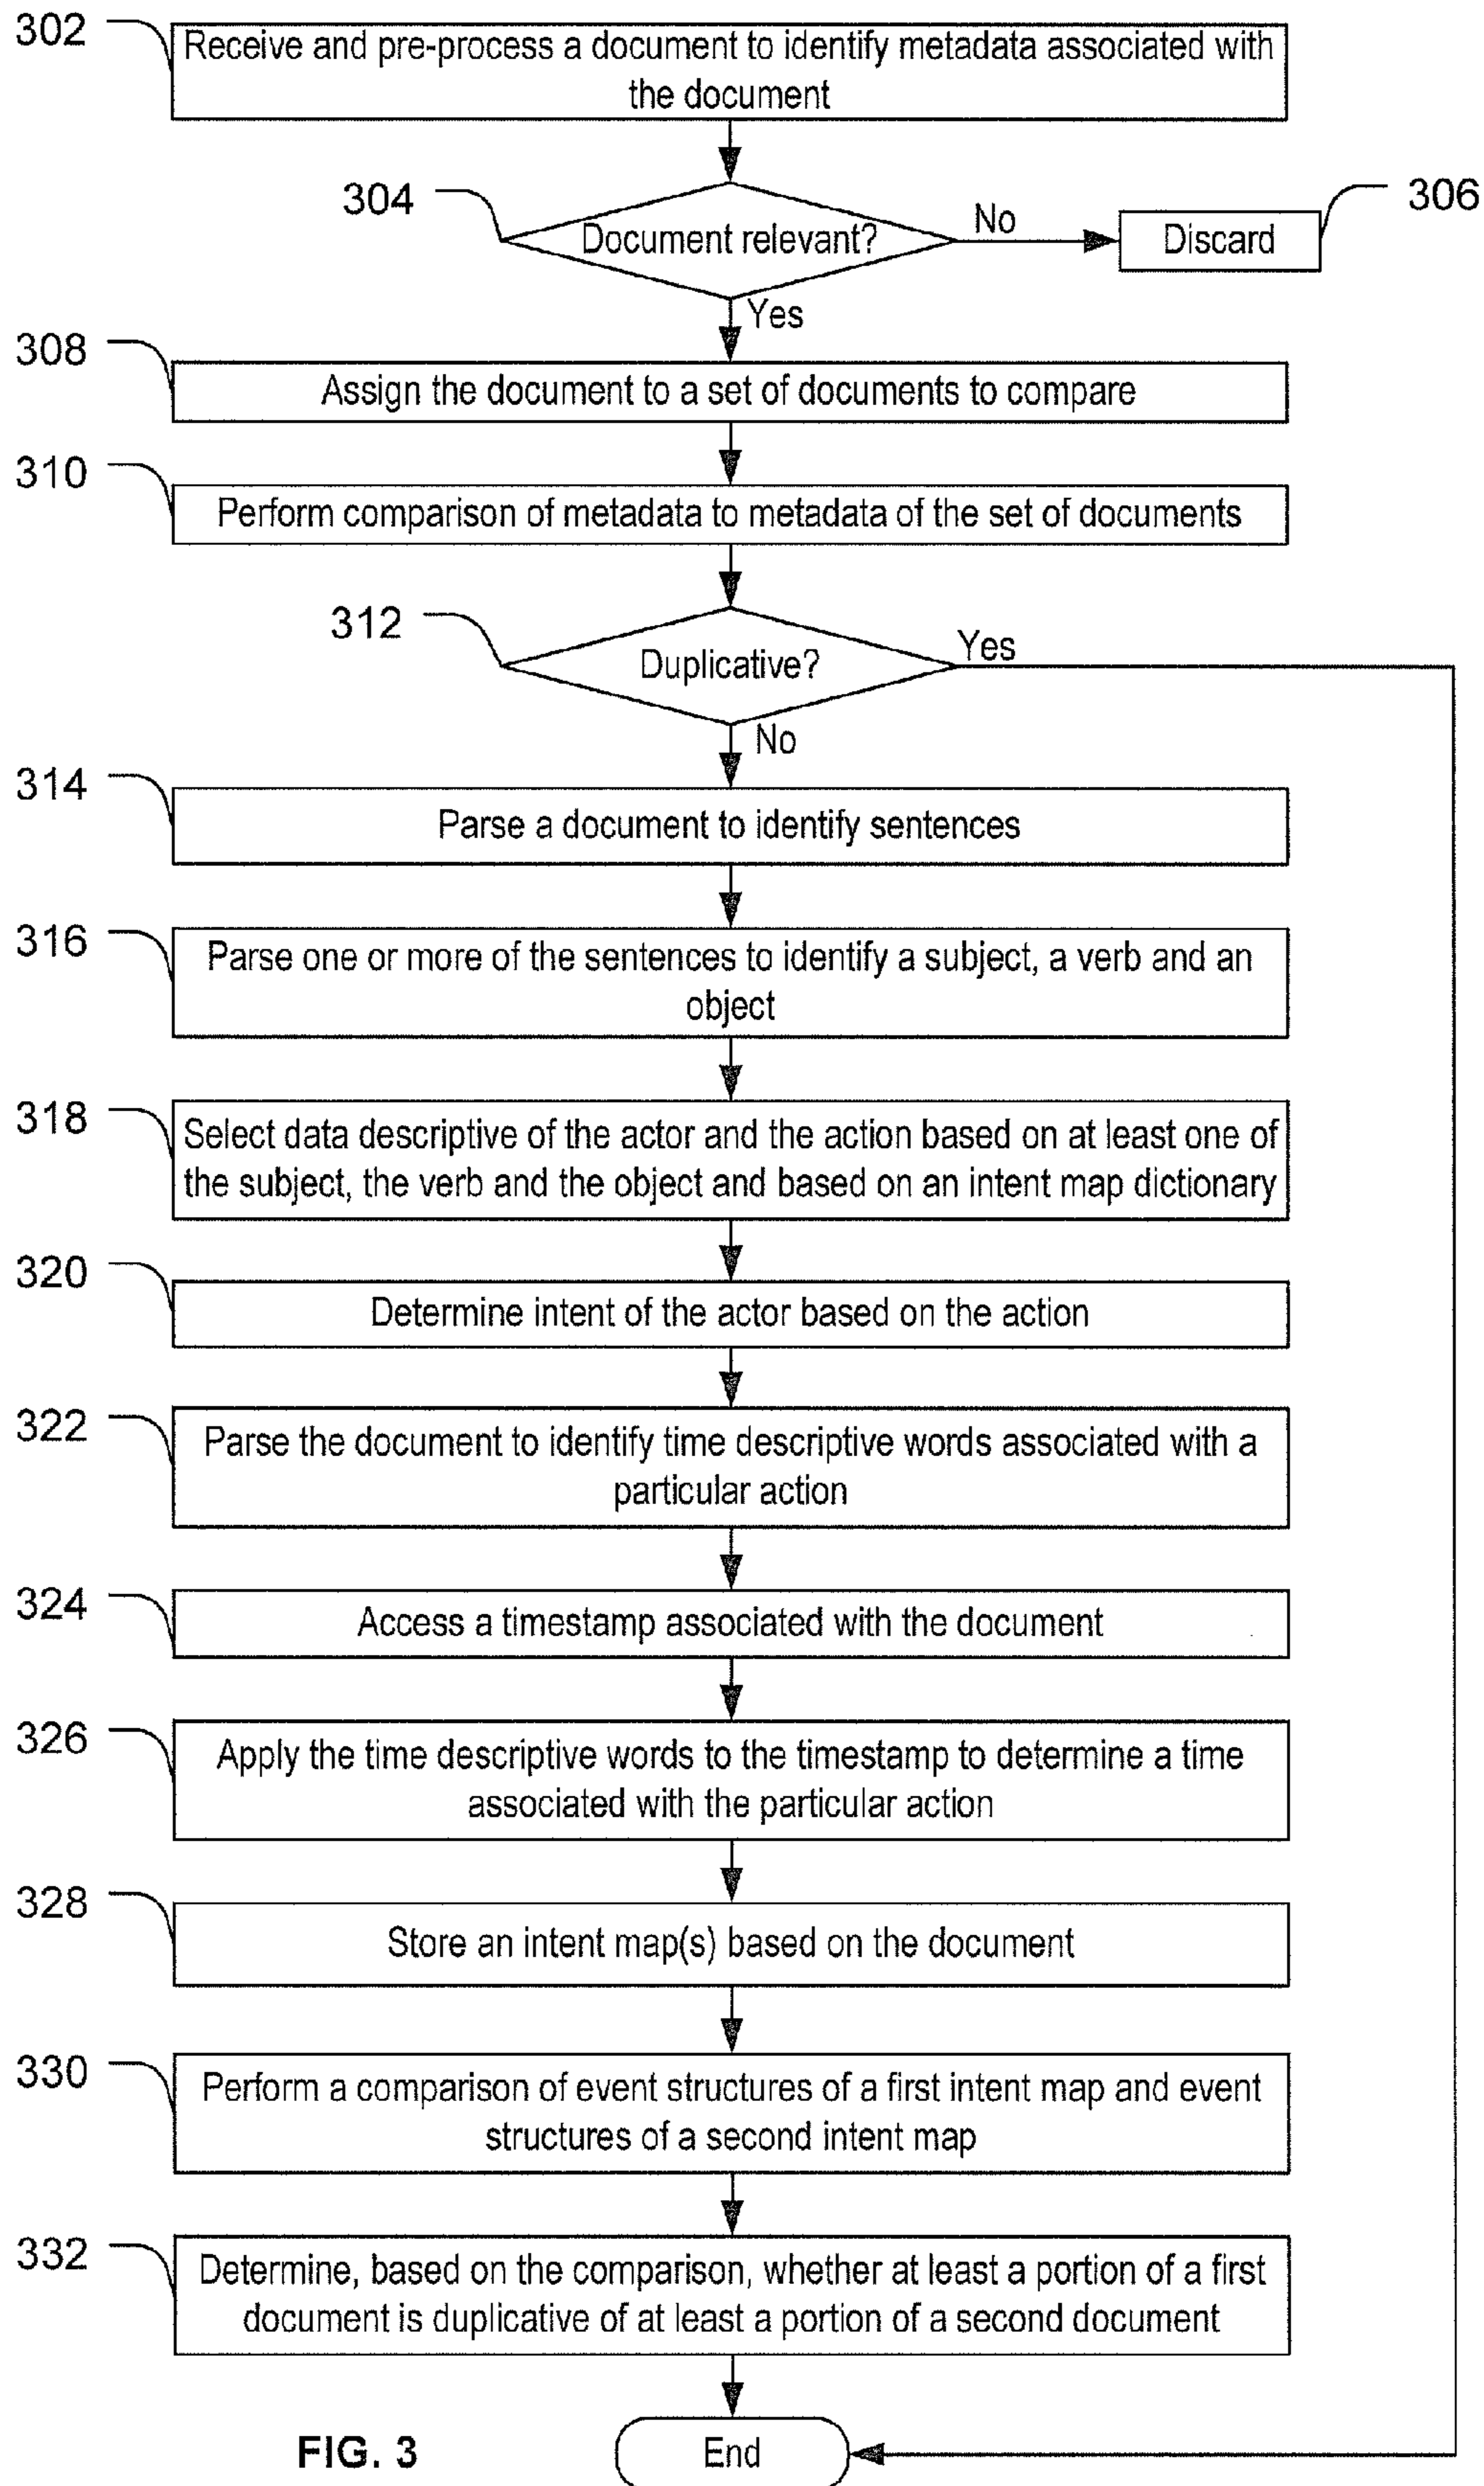 302
Receive and pre-process a document to identify metadata associated with
the document
304
Document relevant?
No
Discard
306
Yes
308
Assign the document to a set of documents to compare
310
Perform comparison of metadata to metadata of the set of documents
312
Duplicative?
Yes
No
314
Parse a document to identify sentences
316
Parse one or more of the sentences to identify a subject, a verb and an
object
318
Select data descriptive of the actor and the action based on at least one of
the subject, the verb and the object and based on an intent map dictionary
320
Determine intent of the actor based on the action
322
Parse the document to identify time descriptive words associated with a
particular action
324
Access a timestamp associated with the document
326
Apply the time descriptive words to the timestamp to determine a time
associated with the particular action
328
Store an intent map(s) based on the document
330
Perform a comparison of event structures of a first intent map and event
structures of a second intent map
332
Determine, based on the comparison, whether at least a portion of a first
document is duplicative of at least a portion of a second document
FIG. 3
End